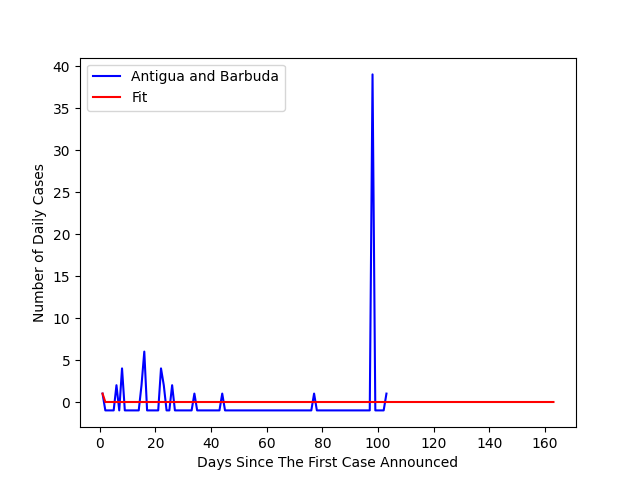 Antigua and Barbuda
Fit
40
35
30
25
20
15
10
5
0
Number of Daily Cases
0 20 40 60 80 100 120 140 160
Days Since The First Case Announced